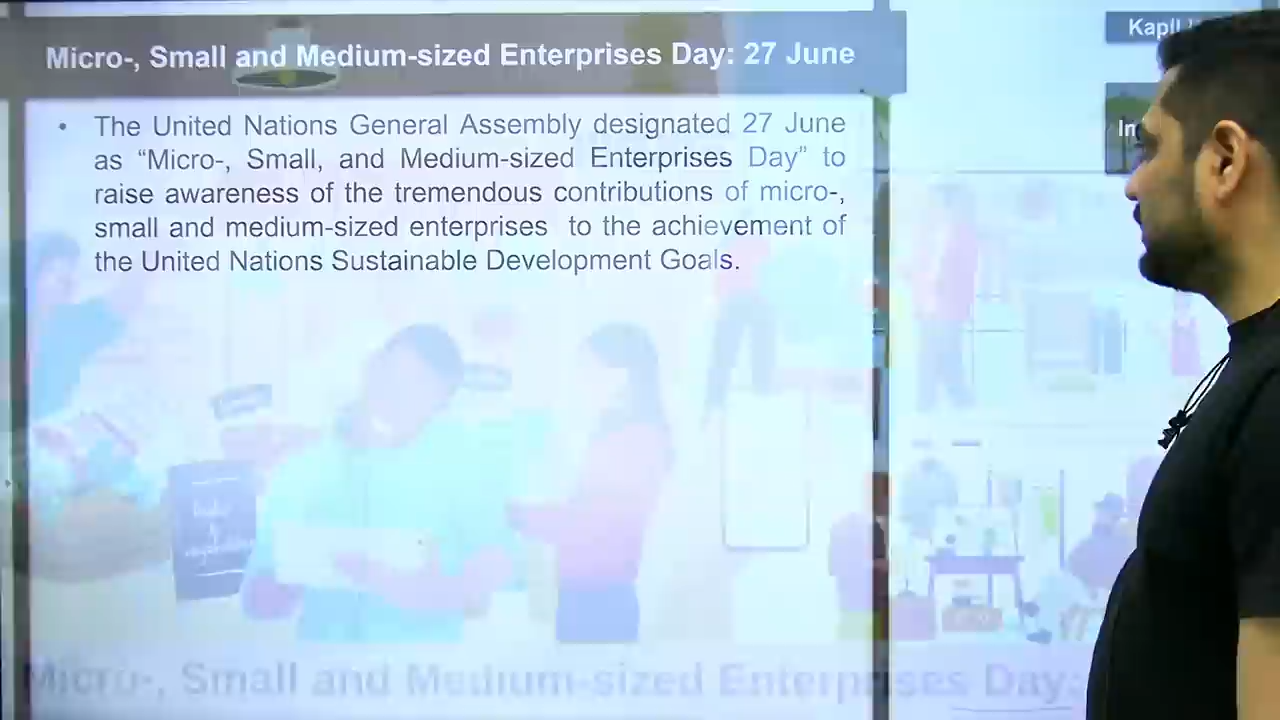 Micro-, Small and Medium-sized Enterprises Day: 27 June
Kapil
• The United Nations General Assembly designated 27 June
as “Micro-, Small, and Medium-sized Enterprises Day” to
raise awareness of the tremendous contributions of micro-,
small and medium-sized enterprises to the achievement of
the United Nations Sustainable Development Goals.
Micro-, Small and Medium-sized Enterprises Day: